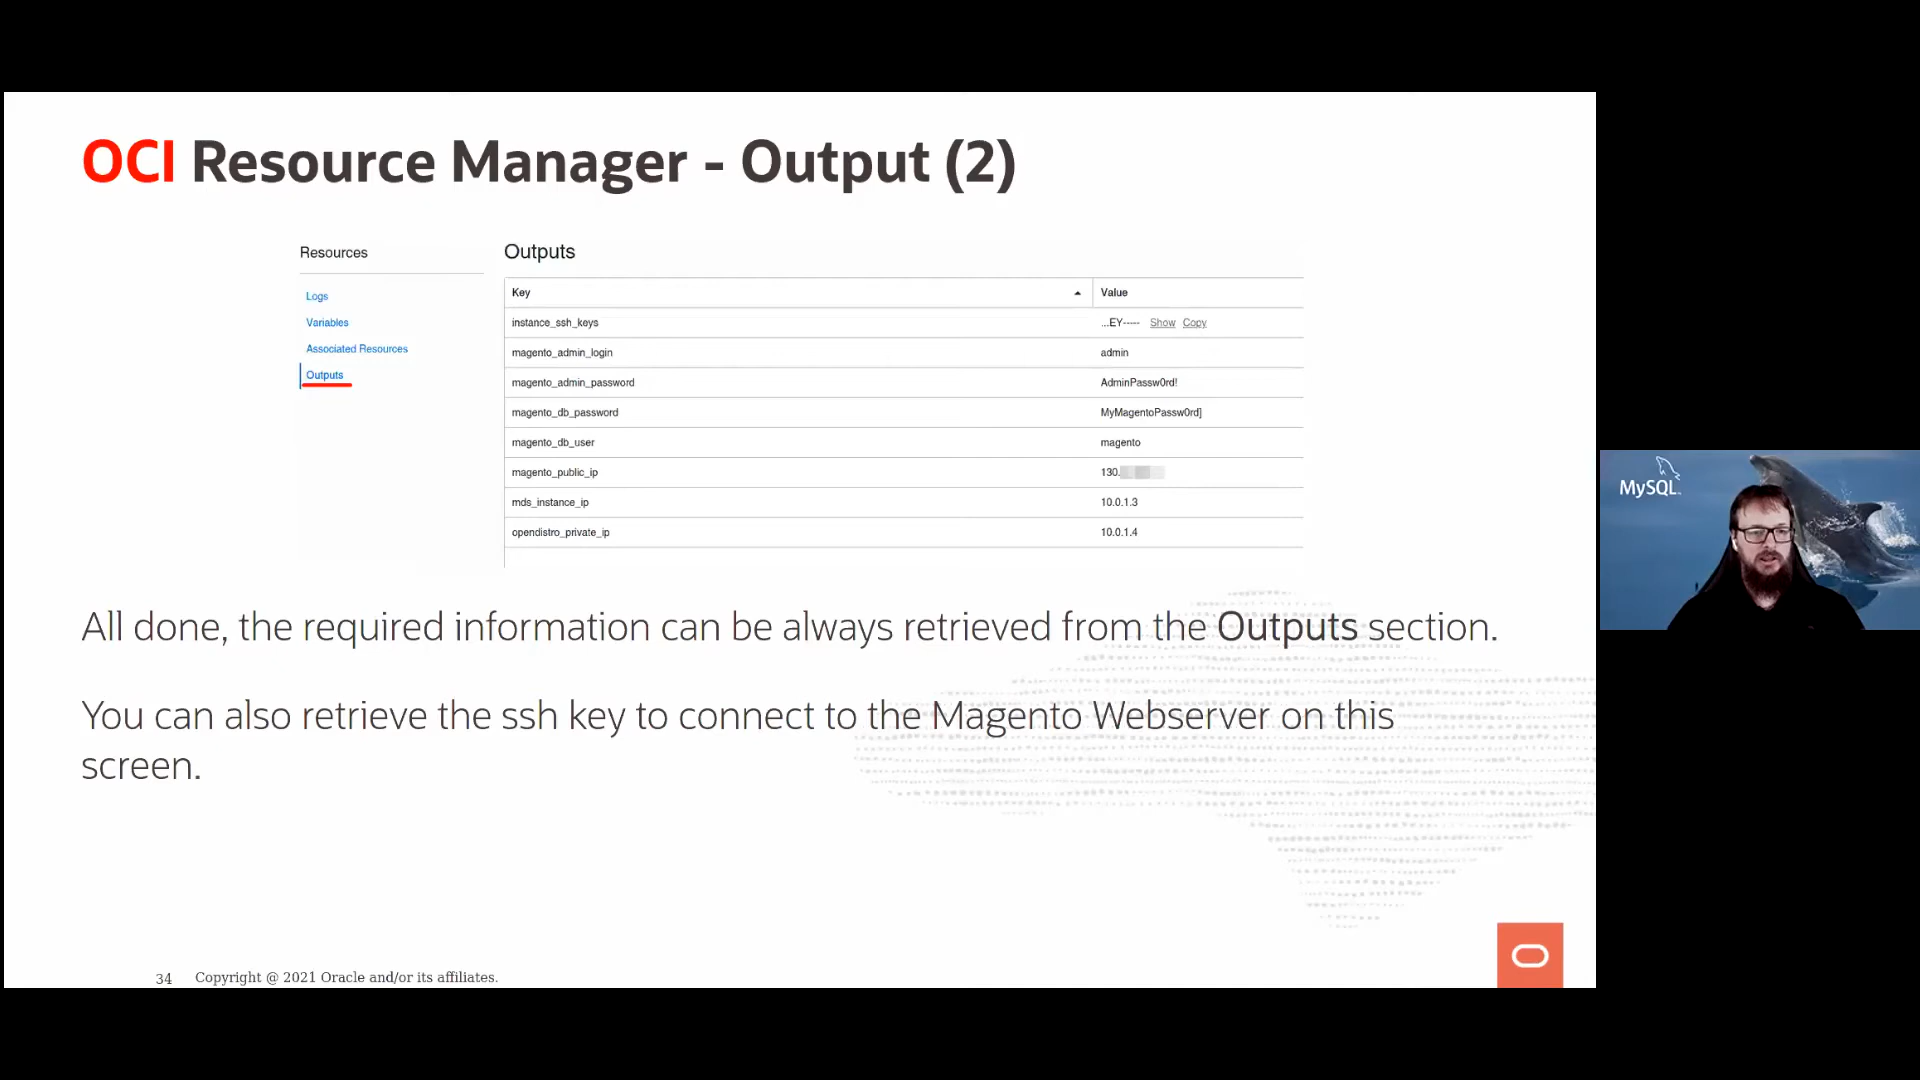 OCI Resource Manager - Output (2)
Resources
Logs
Variables
Associated Resources
Outputs
Outputs
Key Value
instance_ssh_keys ...EY----- Show Copy
magento_admin_login admin
magento_admin_password AdminPassw0rd!
magento_db_password MyMagentoPassw0rd]
magento_db_user magento
magento_public_ip 130.
mds_instance_ip 10.0.1.3
opendistro_private_ip 10.0.1.4
All done, the required information can be always retrieved from the Outputs section.
You can also retrieve the ssh key to connect to the Magento Webserver on this
screen.
34 Copyright @ 2021 Oracle and/or its affiliates.
MySQL